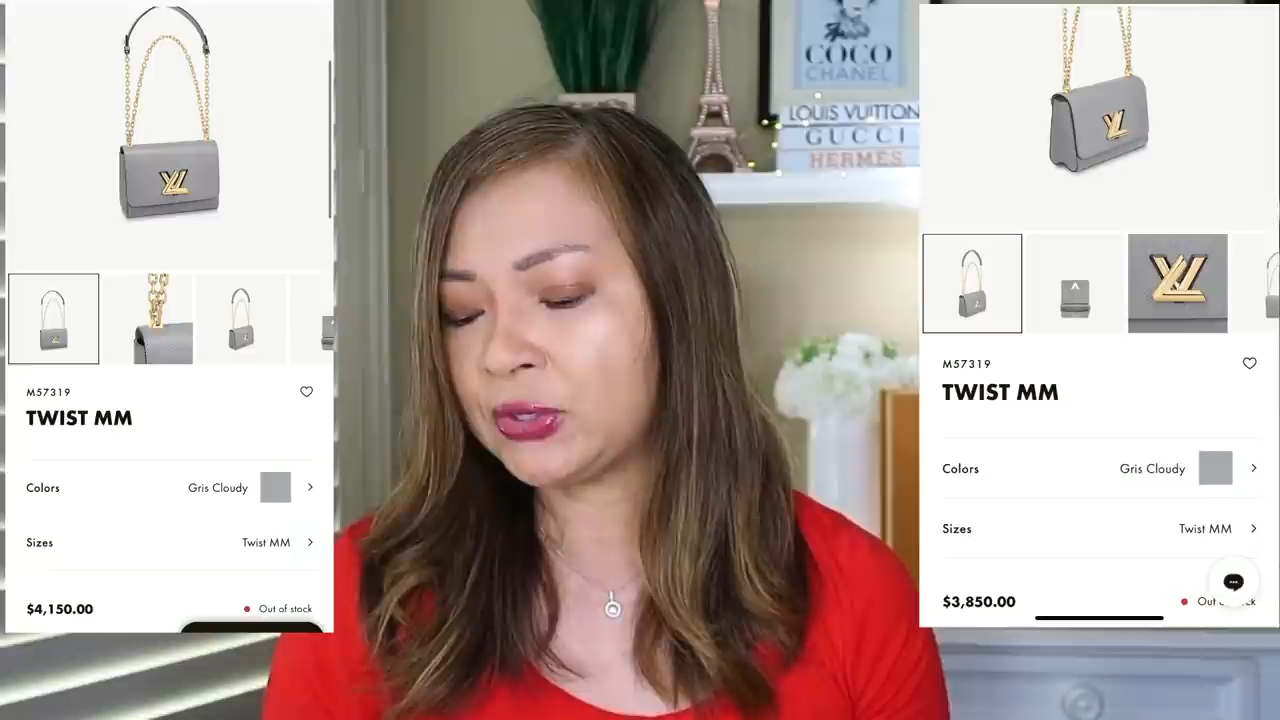 M57319
TWIST MM
Colors
Gris Cloudy
Sizes
Twist MM
$4,150.00
Out of stock
COCO
CHANEL
LOUIS VUITTON
GUCCI
HERMÈS
M57319
TWIST MM
Colors
Gris Cloudy
Sizes
Twist MM
$3,850.00